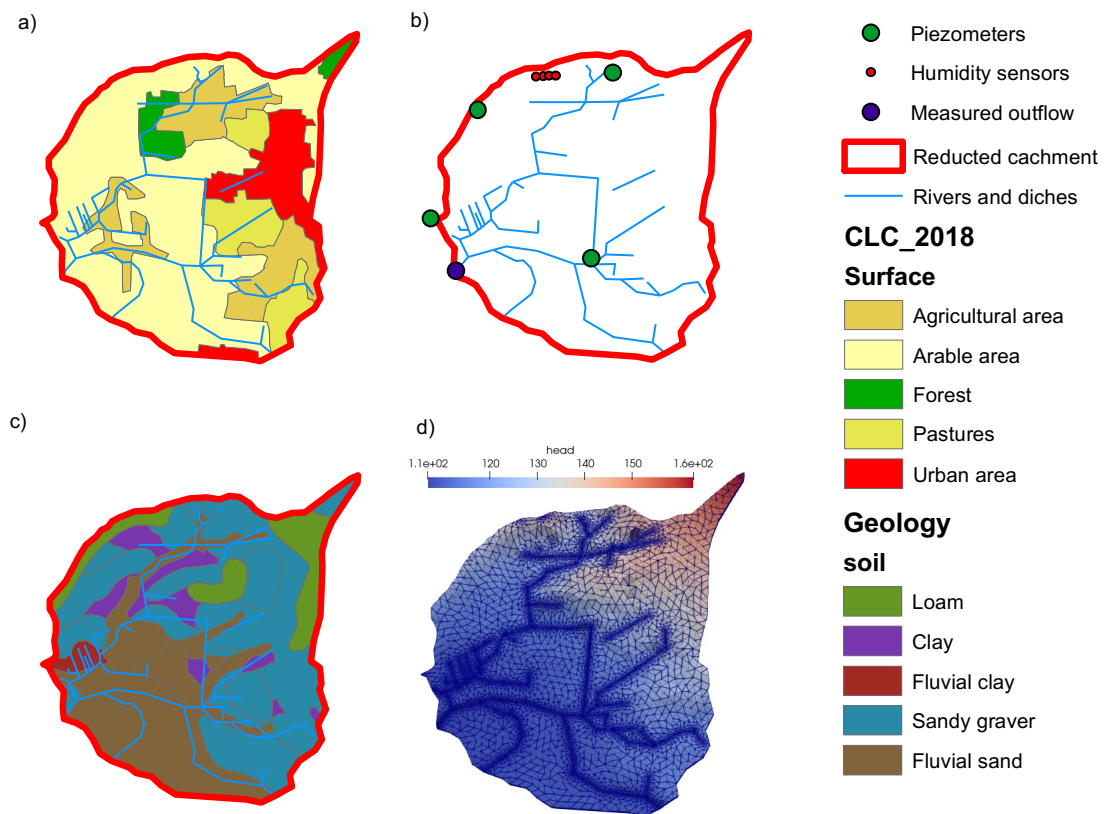 a)
b)
Piezometers
Humidity sensors
Measured outflow
Reducted cachment
Rivers and diches
CLC_2018
Surface
Agricultural area
Arable area
Forest
Pastures
Urban area
c)
d)
head
1.1e+02 120 130 140 150 1.6e+02
Geology
soil
Loam
Clay
Fluvial clay
Sandy graver
Fluvial sand